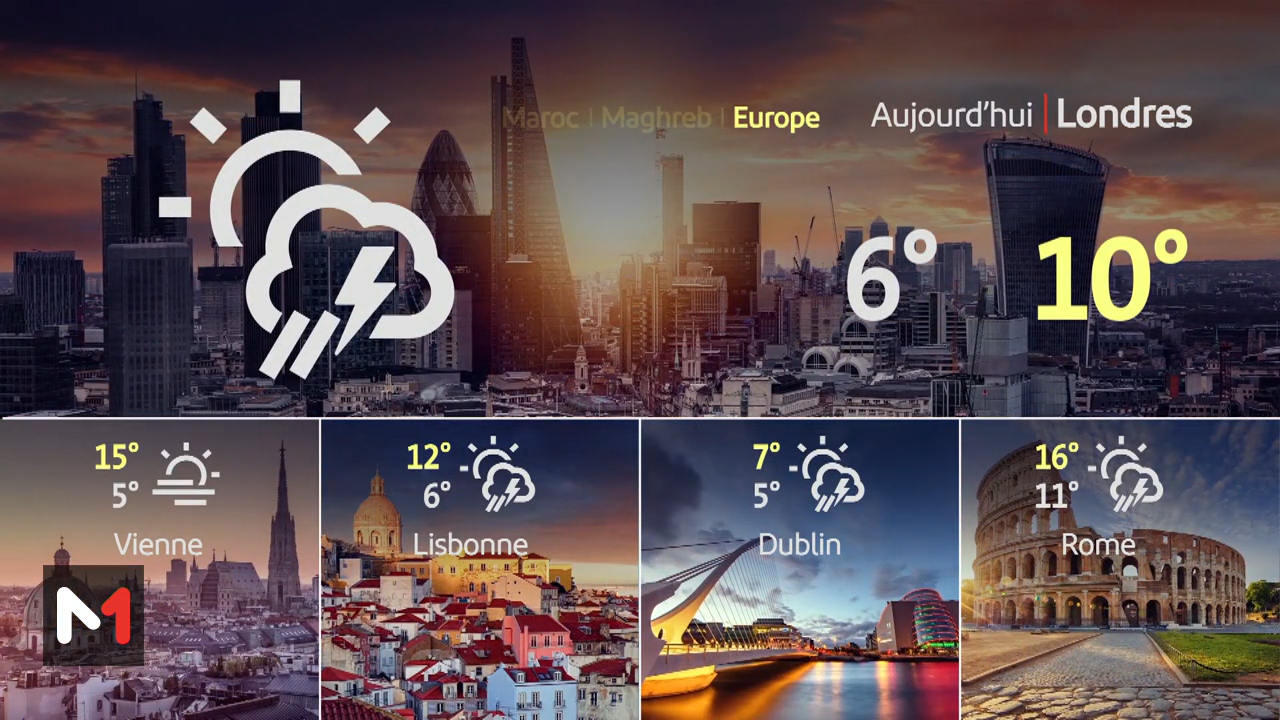 Maroc | Maghreb | Europe
Aujourd'hui | Londres
6° 10°
15°
5°
Vienne
12°
6°
Lisbonne
7°
5°
Dublin
16°
11°
Rome
M1